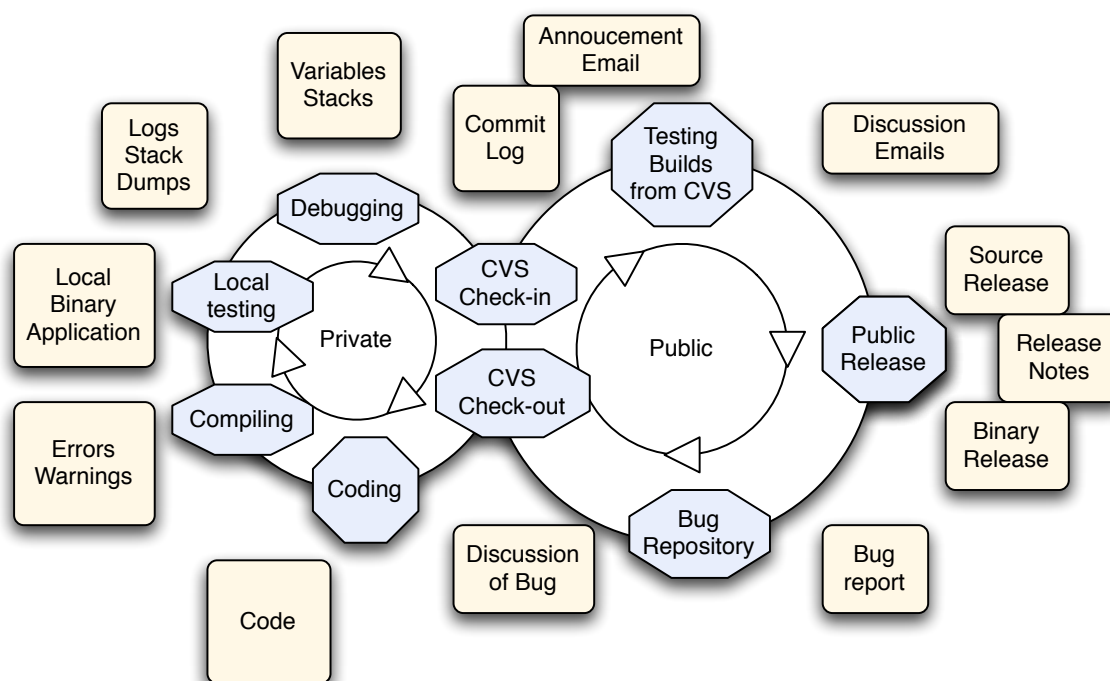 Annoucement
Email
Variables
Stacks
Commit
Log
Logs
Stack
Dumps
Testing
Builds
from CVS
Discussion
Emails
Debugging
Local
Binary
Application
Local
testing
CVS
Check-in
Source
Release
Private
Public
Public
Release
Release
Notes
CVS
Check-out
Compiling
Errors
Warnings
Binary
Release
Coding
Bug
Repository
Discussion
of Bug
Bug
report
Code